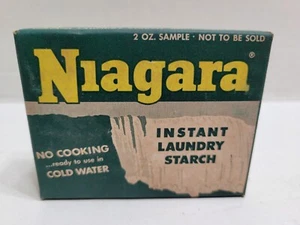 2 OZ. SAMPLE · NOT TO BE SOLD
Niagara®
INSTANT
LAUNDRY
STARCH
NO COOKING
...ready to use in
COLD WATER